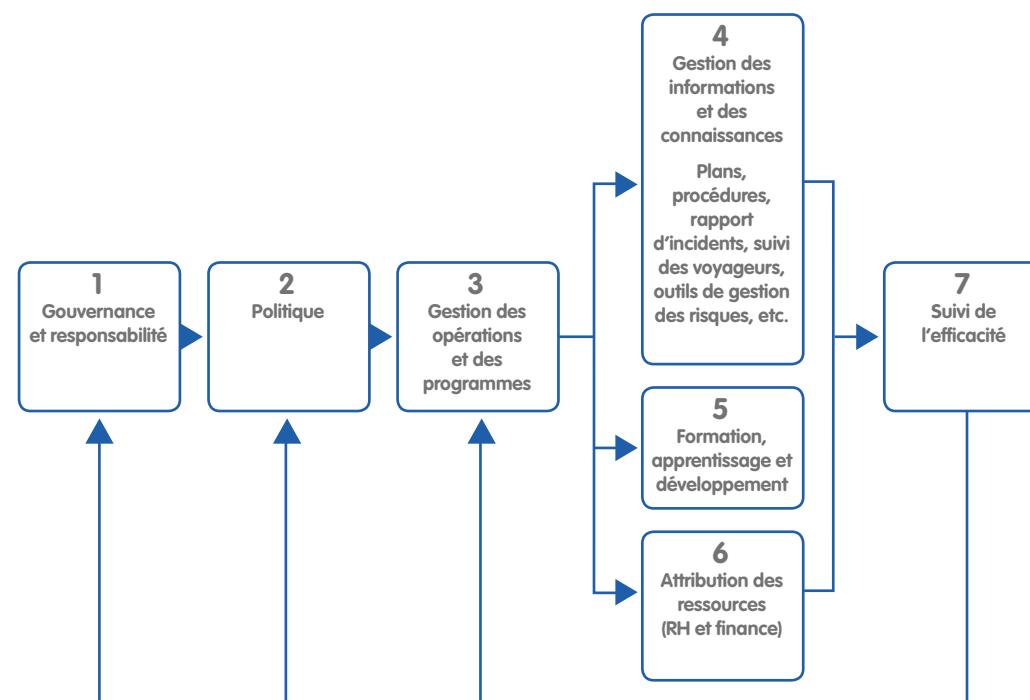 1
Gouvernance
et responsabilité
2
Politique
3
Gestion des
opérations
et des
programmes
4
Gestion des
informations
et des
connaissances
Plans,
procédures,
rapport
d'incidents, suivi
des voyageurs,
outils de gestion
des risques, etc.
5
Formation,
apprentissage et
développement
6
Attribution des
ressources
(RH et finance)
7
Suivi de
l'efficacité